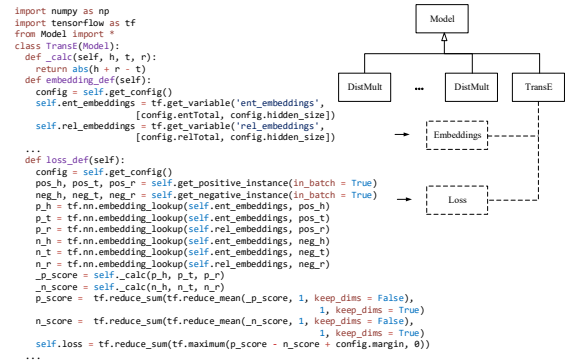 import numpy as np
import tensorflow as tf
from Model import *
class TransE(Model):
  def _calc(self, h, t, r):
    return abs(h + r - t)
  def embedding_def(self):
    config = self.get_config()
    self.ent_embeddings = tf.get_variable('ent_embeddings',
                    [config.entTotal, config.hidden_size])
    self.rel_embeddings = tf.get_variable('rel_embeddings',
                    [config.relTotal, config.hidden_size])
  ...
  def loss_def(self):
    config = self.get_config()
    pos_h, pos_t, pos_r = self.get_positive_instance(in_batch = True)
    neg_h, neg_t, neg_r = self.get_negative_instance(in_batch = True)
    p_h = tf.nn.embedding_lookup(self.ent_embeddings, pos_h)
    p_t = tf.nn.embedding_lookup(self.ent_embeddings, pos_t)
    p_r = tf.nn.embedding_lookup(self.rel_embeddings, pos_r)
    n_h = tf.nn.embedding_lookup(self.ent_embeddings, neg_h)
    n_t = tf.nn.embedding_lookup(self.ent_embeddings, neg_t)
    n_r = tf.nn.embedding_lookup(self.rel_embeddings, neg_r)
    _p_score = self._calc(p_h, p_t, p_r)
    _n_score = self._calc(n_h, n_t, n_r)
    p_score =  tf.reduce_sum(tf.reduce_mean(_p_score, 1, keep_dims = False),
                                            1, keep_dims = True)
    n_score =  tf.reduce_sum(tf.reduce_mean(_n_score, 1, keep_dims = False),
                                            1, keep_dims = True)
    self.loss = tf.reduce_sum(tf.maximum(p_score - n_score + config.margin, 0))
  ...
Model
DistMult ... DistMult TransE
Embeddings
Loss